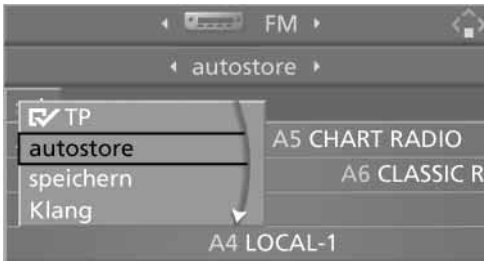 FM
autostore
TP
autostore
A5 CHART RADIO
speichern
A6 CLASSIC R
Klang
A4 LOCAL-1